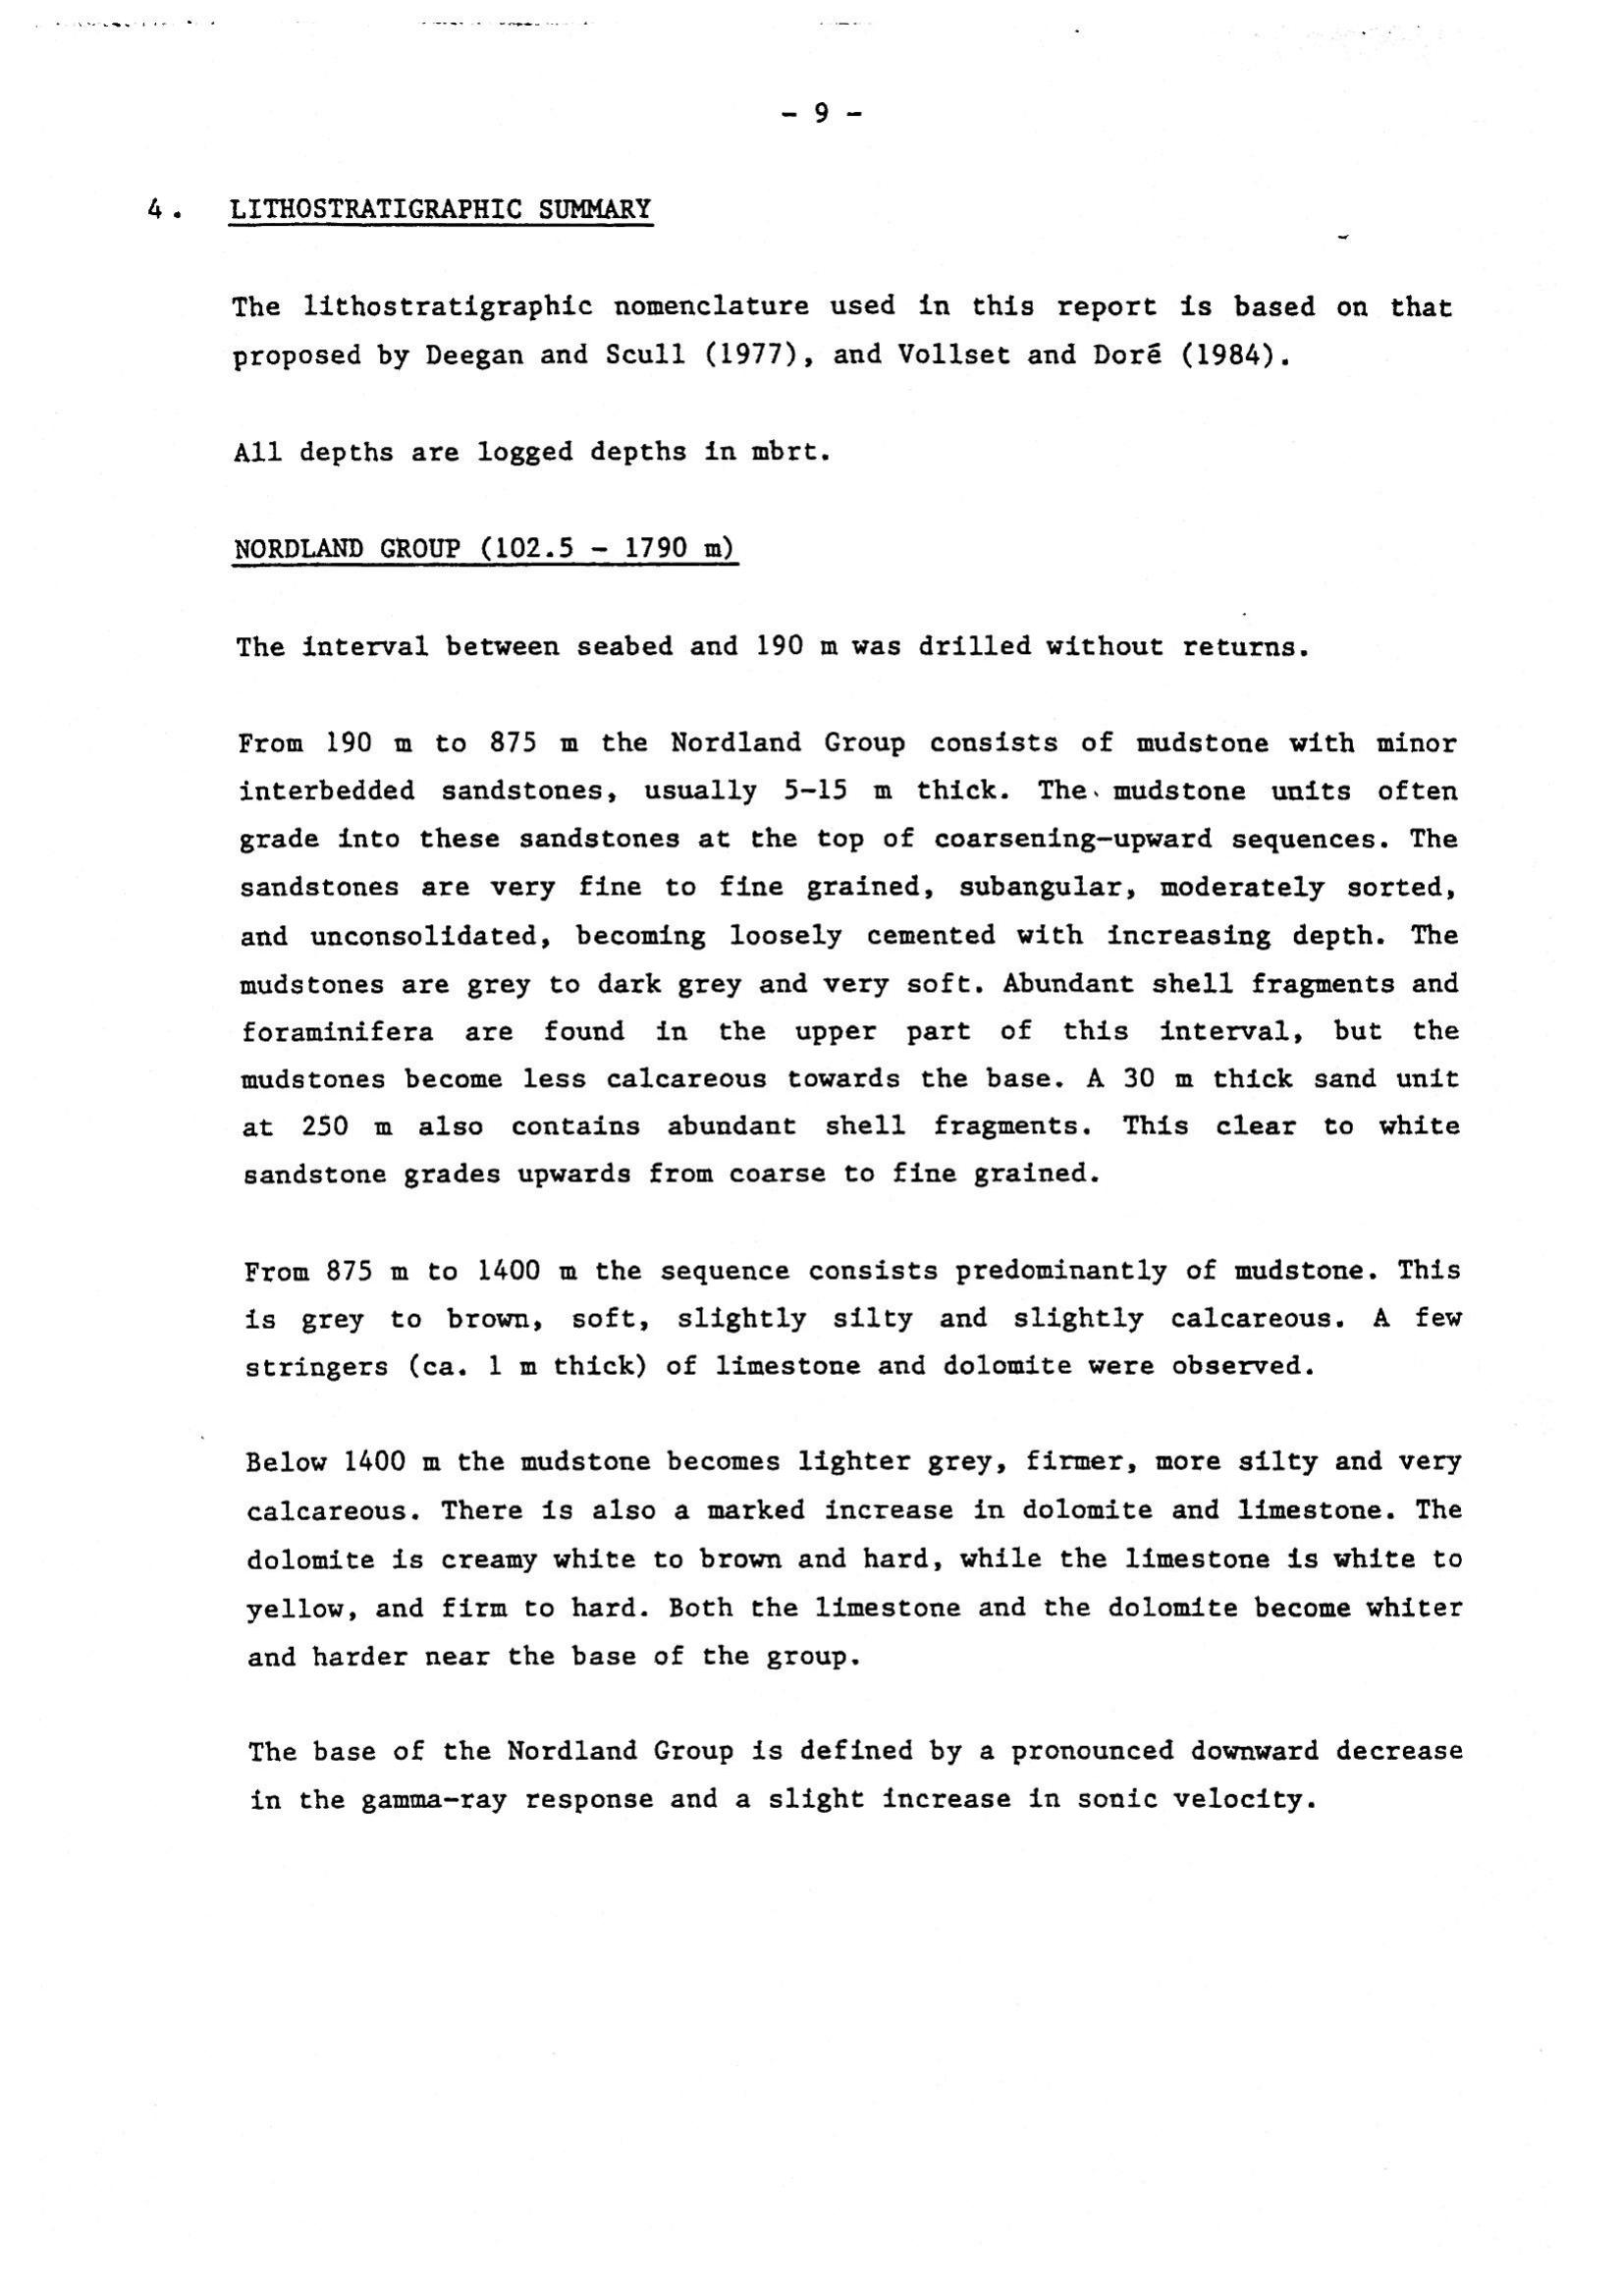 - 9 -
4. LITHOSTRATIGRAPHIC SUMMARY
The lithostratigraphic nomenclature used in this report is based on that
proposed by Deegan and Scull (1977), and Vollset and Doré (1984).
All depths are logged depths in mbrt.
NORDLAND GROUP (102.5 - 1790 m)
The interval between seabed and 190 m was drilled without returns.
From 190 m to 875 m the Nordland Group consists of mudstone with minor
interbedded sandstones, usually 5-15 m thick. The mudstone units often
grade into these sandstones at the top of coarsening-upward sequences. The
sandstones are very fine to fine grained, subangular, moderately sorted,
and unconsolidated, becoming loosely cemented with increasing depth. The
mudstones are grey to dark grey and very soft. Abundant shell fragments and
foraminifera are found in the upper part of this interval, but the
mudstones become less calcareous towards the base. A 30 m thick sand unit
at 250 m also contains abundant shell fragments. This clear to white
sandstone grades upwards from coarse to fine grained.
From 875 m to 1400 m the sequence consists predominantly of mudstone. This
is grey to brown, soft, slightly silty and slightly calcareous. A few
stringers (ca. 1 m thick) of limestone and dolomite were observed.
Below 1400 m the mudstone becomes lighter grey, firmer, more silty and very
calcareous. There is also a marked increase in dolomite and limestone. The
dolomite is creamy white to brown and hard, while the limestone is white to
yellow, and firm to hard. Both the limestone and the dolomite become whiter
and harder near the base of the group.
The base of the Nordland Group is defined by a pronounced downward decrease
in the gamma-ray response and a slight increase in sonic velocity.